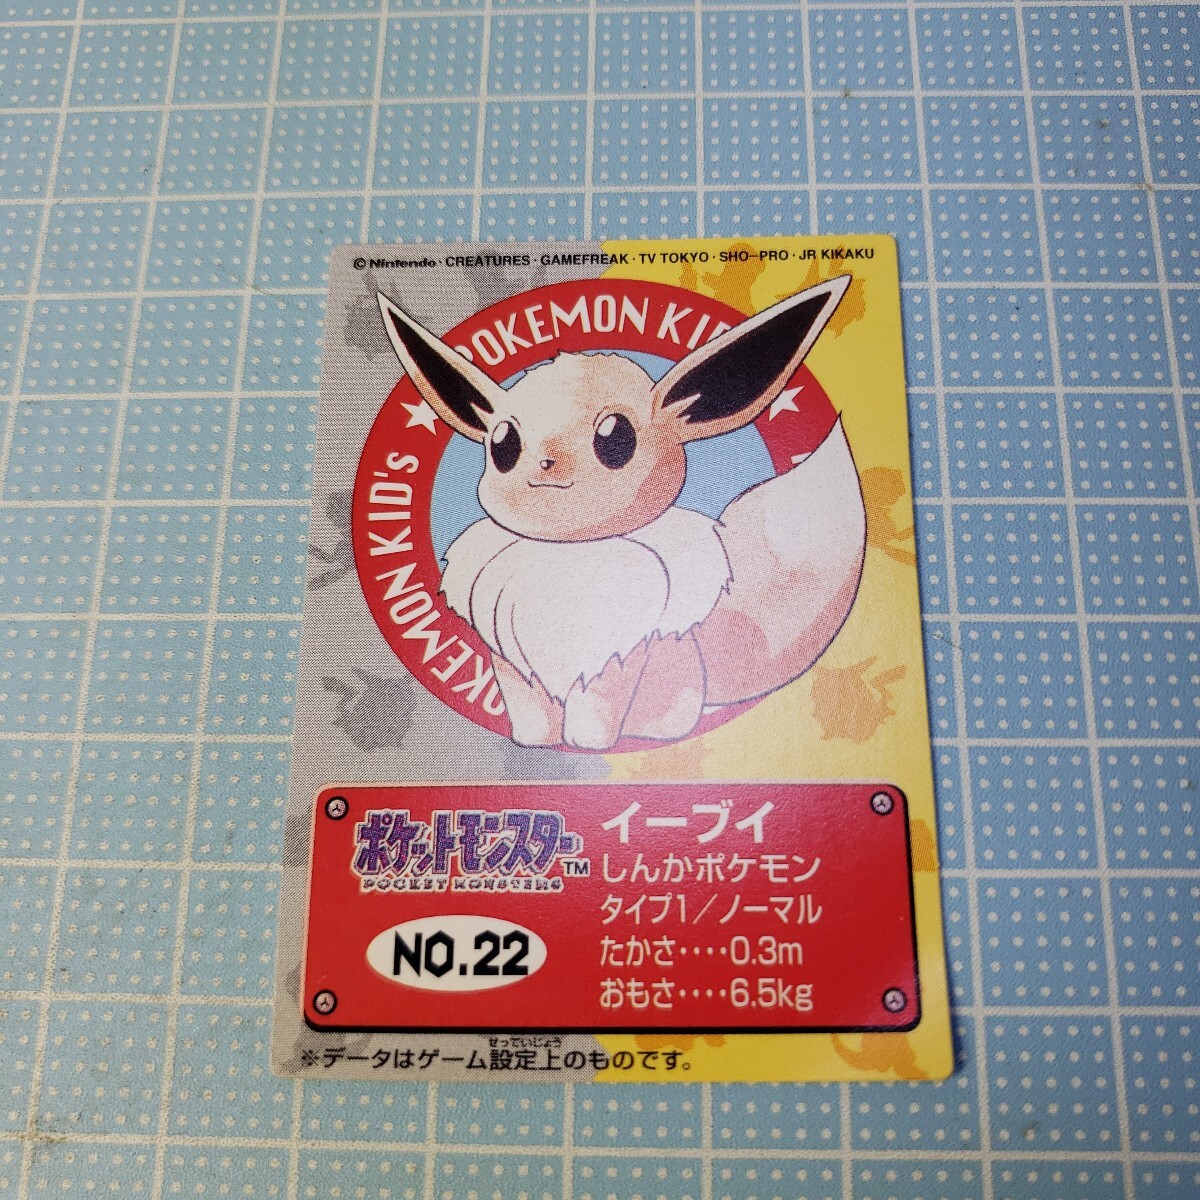 ©Nintendo・CREATURES・GAMEFREAK・TV TOKYO・SHO-PRO・JR KIKAKU
POKEMON KID's
POKEMON KI
ポケットモンスター™
POCKET MONSTERS
NO.22
イーブイ
しんかポケモン
タイプ1/ノーマル
たかさ‥‥0.3m
おもさ‥‥6.5kg
せっていじょう
※データはゲーム設定上のものです。